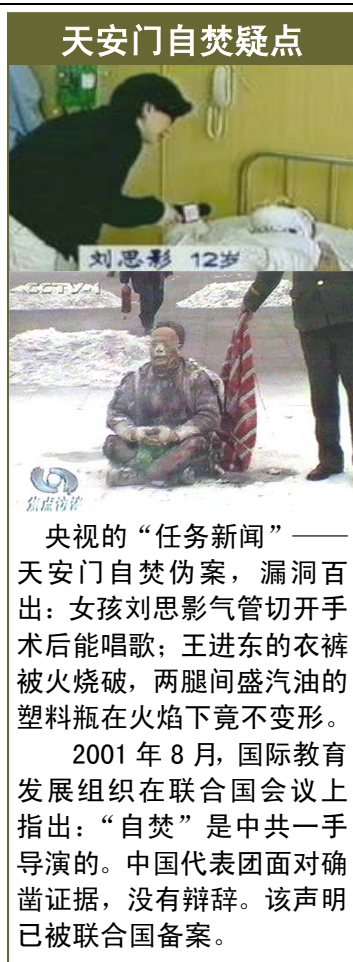 天安门自焚疑点
刘思影 12岁
CCTV-1
焦点访谈
央视的“任务新闻”——
天安门自焚伪案，漏洞百
出：女孩刘思影气管切开手
术后能唱歌；王进东的衣裤
被火烧破，两腿间盛汽油的
塑料瓶在火焰下竟不变形。
2001 年 8 月，国际教育
发展组织在联合国会议上
指出：“自焚”是中共一手
导演的。中国代表团面对确
凿证据，没有辩辞。该声明
已被联合国备案。